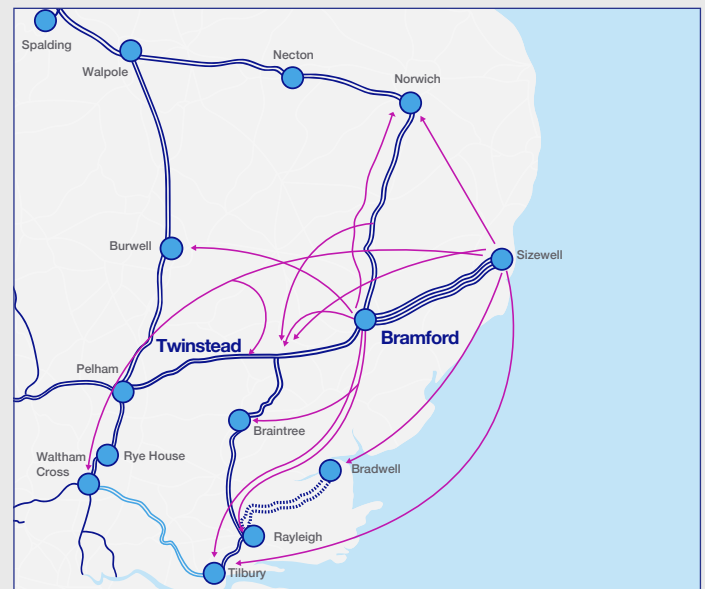 Spalding
Walpole
Necton
Norwich
Burwell
Sizewell
Twinstead
Bramford
Pelham
Braintree
Waltham
Cross
Rye House
Bradwell
Rayleigh
Tilbury